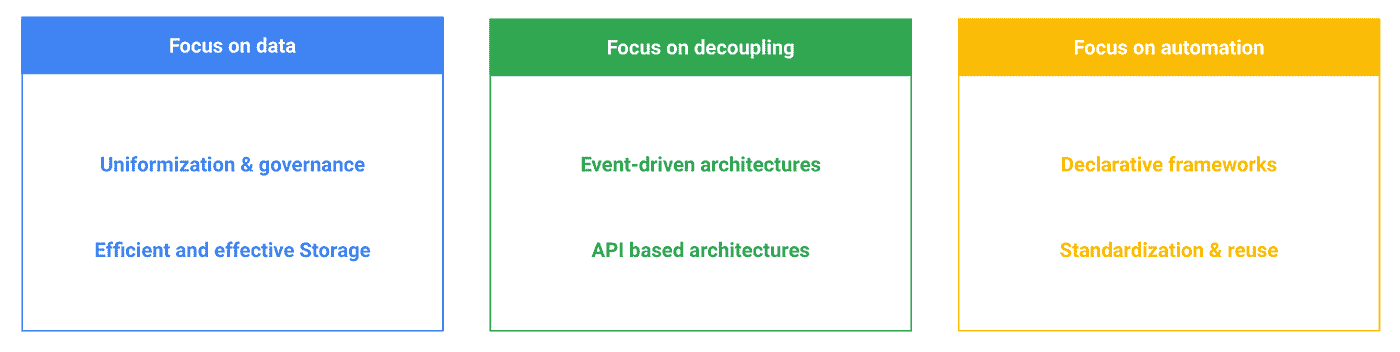 Focus on data
Uniformization & governance
Efficient and effective Storage
Focus on decoupling
Event-driven architectures
API based architectures
Focus on automation
Declarative frameworks
Standardization & reuse